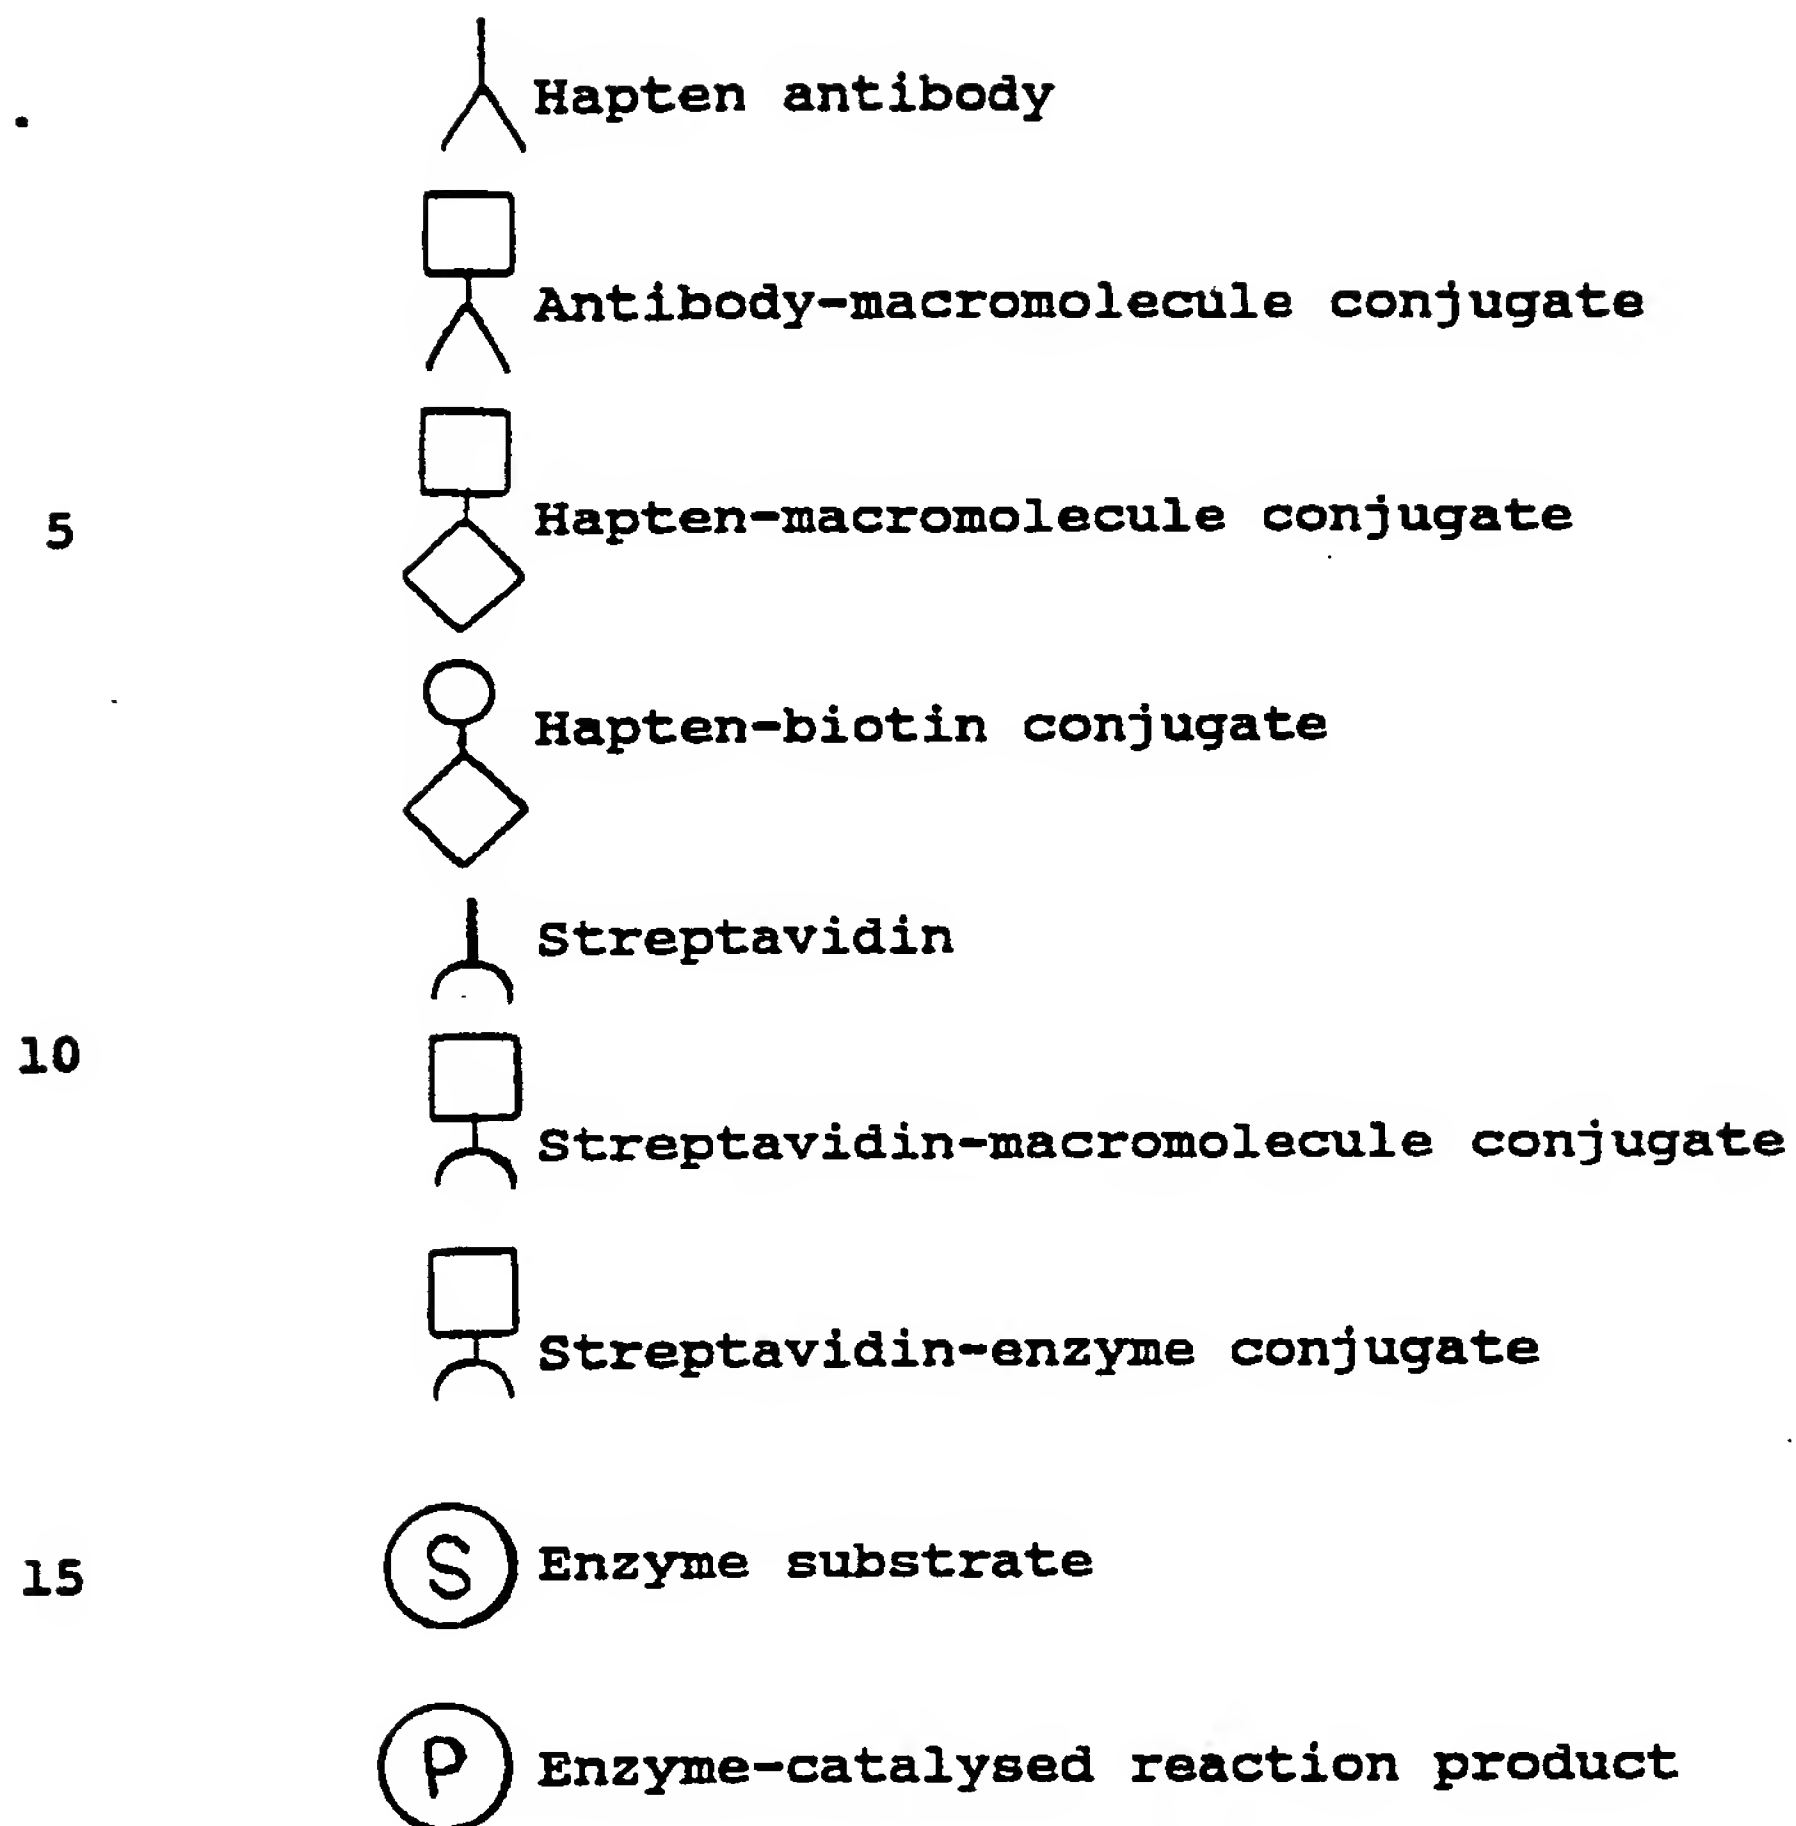 Hapten antibody
Antibody-macromolecule conjugate
5 Hapten-macromolecule conjugate
Hapten-biotin conjugate
Streptavidin
10
Streptavidin-macromolecule conjugate
Streptavidin-enzyme conjugate
15 S Enzyme substrate
P Enzyme-catalysed reaction product